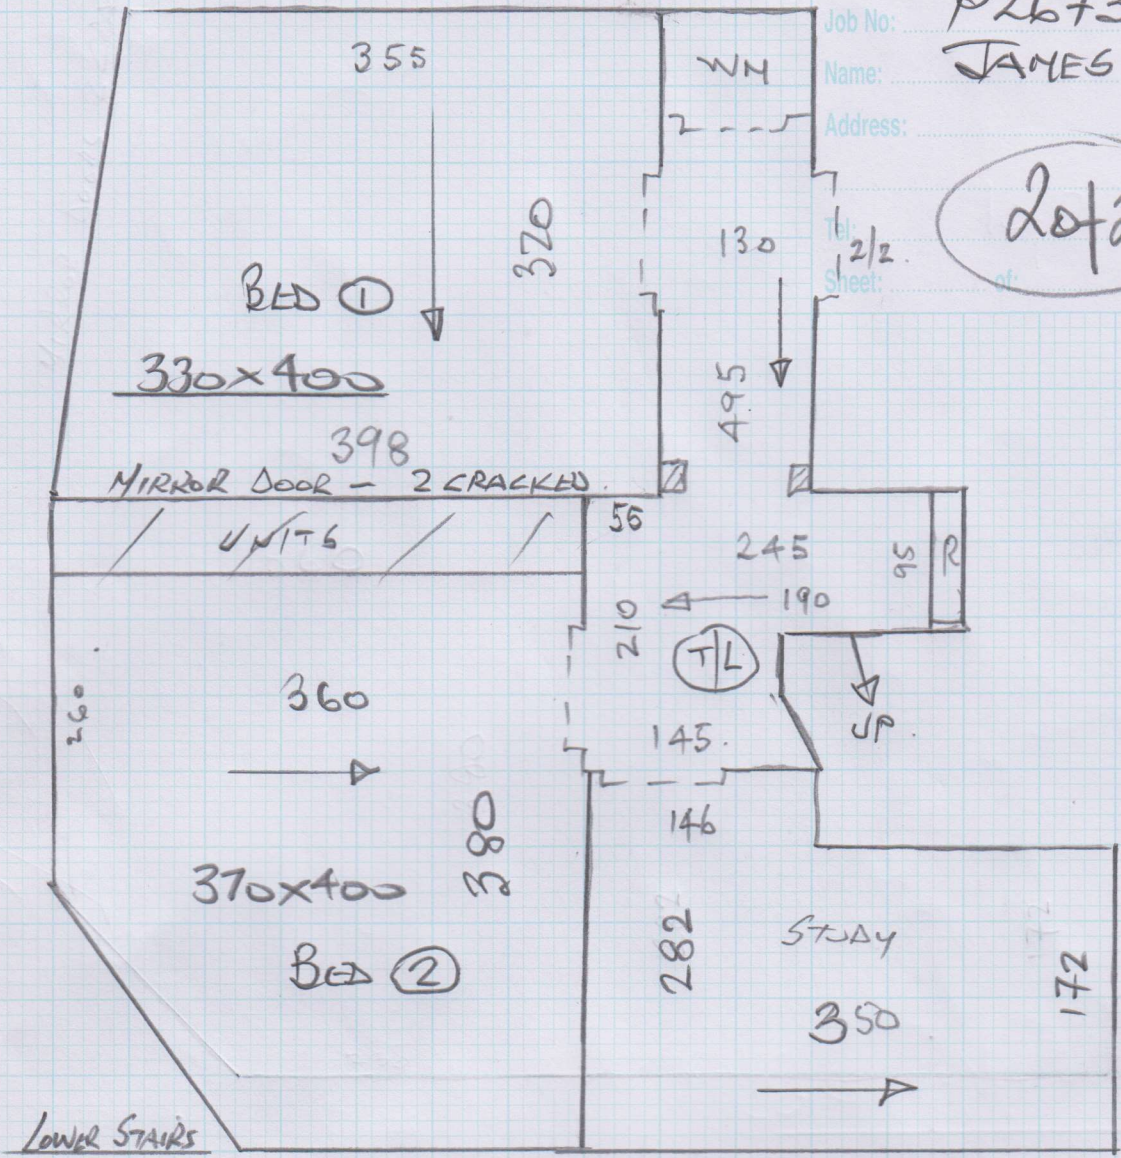 Job No: P267
Name: JAMES
Address:
Tel:
Sheet: of:
2of2
355
WM
320
130
2/2.
BED 1
330x400
495
398
MIRROR DOOR - 2 CRACKED.
UNITS
245
95
R
190
210
T/L
UP.
145.
146
260
360
380
370x400
BED 2
282
STUDY
172
350
LOWER STAIRS